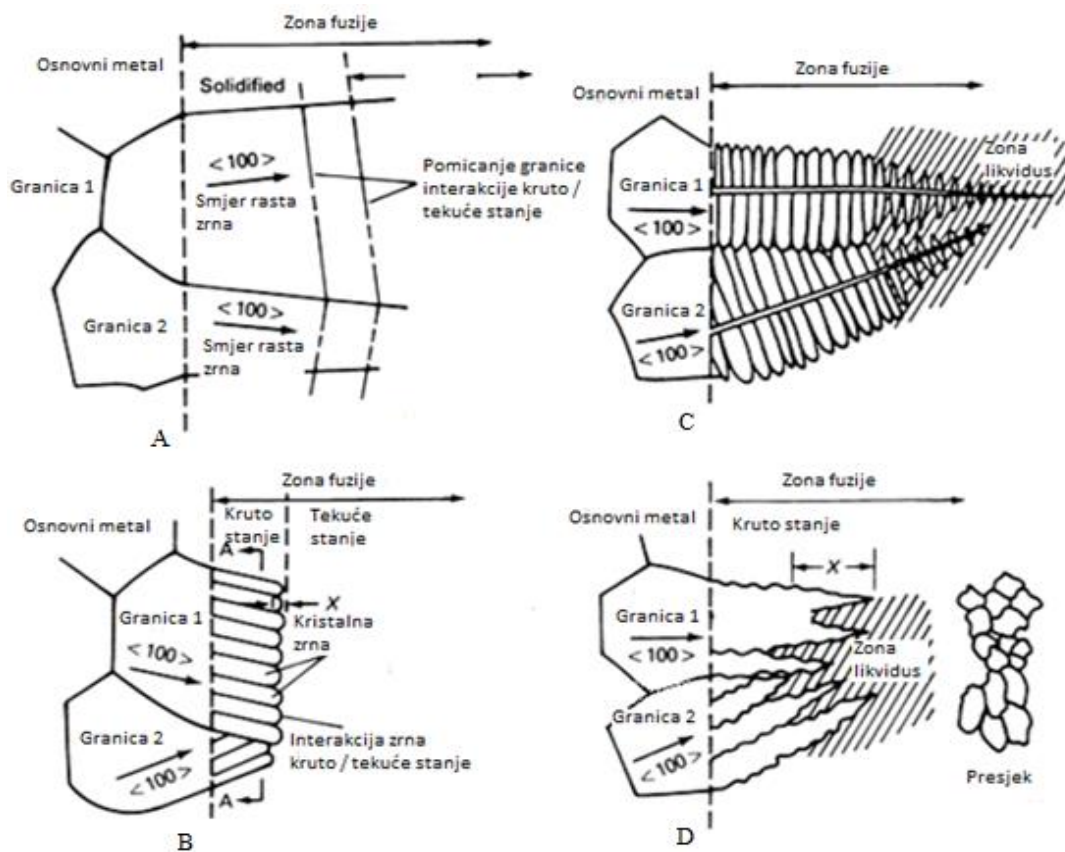 Zona fuzije
Osnovni metal
Solidified
<100>
Granica 1
Smjer rasta
zrna
Pomicanje granice
interakcije kruto /
tekuće stanje
<100>
Granica 2
Smjer rasta
zrna
A
Zona fuzije
Osnovni metal
Zona
likvidus
Granica 1
<100>
Granica 2
<100>
C
Zona fuzije
Osnovni metal
Kruto
stanje
Tekuće
stanje
A
X
Granica 1
Kristalna
zrna
<100>
Granica 2
Interakcija zrna
kruto / tekuće stanje
<100>
A
B
Zona fuzije
Osnovni metal
Kruto stanje
X
Granica 1
Zona
likvidus
<100>
Granica 2
<100>
Presjek
D